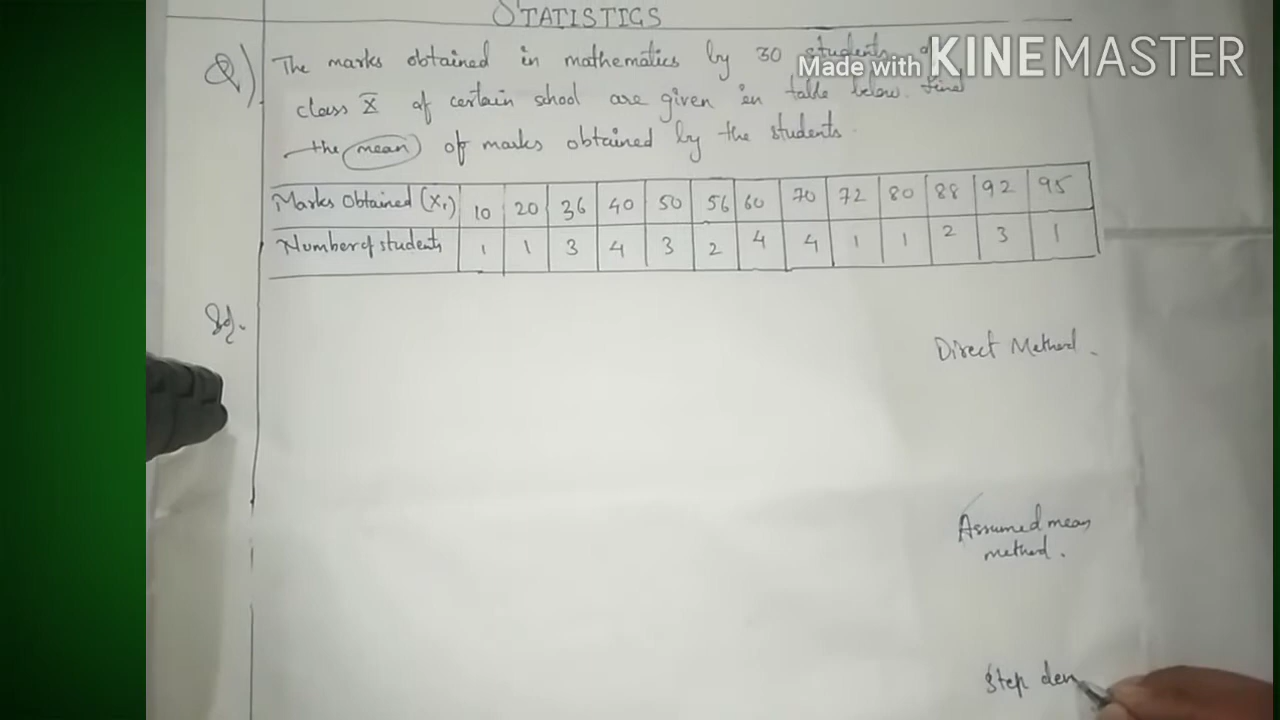 STATISTICS
Q) The marks obtained in mathematics by 30 students
class X of certain school are given in table below. Find
the mean of marks obtained by the students.
Made with KINEMASTER
Marks Obtained (X₁) 10 20 36 40 50 56 60 70 72 80 88 92 95
Number of students 1 1 3 4 3 2 4 4 1 1 2 3 1
Sol.
Direct Method.
Assumed mean
method.
Step dev